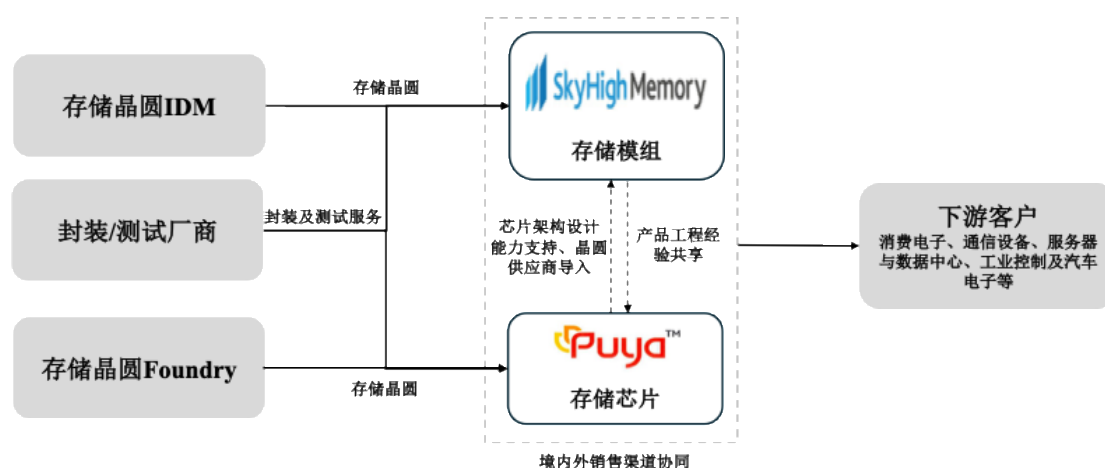 存储晶圆IDM
存储晶圆
封装/测试厂商
封装及测试服务
存储晶圆Foundry
存储晶圆
SkyHigh Memory
存储模组
芯片架构设计
能力支持、晶圆
供应商导入
产品工程经
验共享
Puya™
存储芯片
境内外销售渠道协同
下游客户
消费电子、通信设备、服务器
与数据中心、工业控制及汽车
电子等